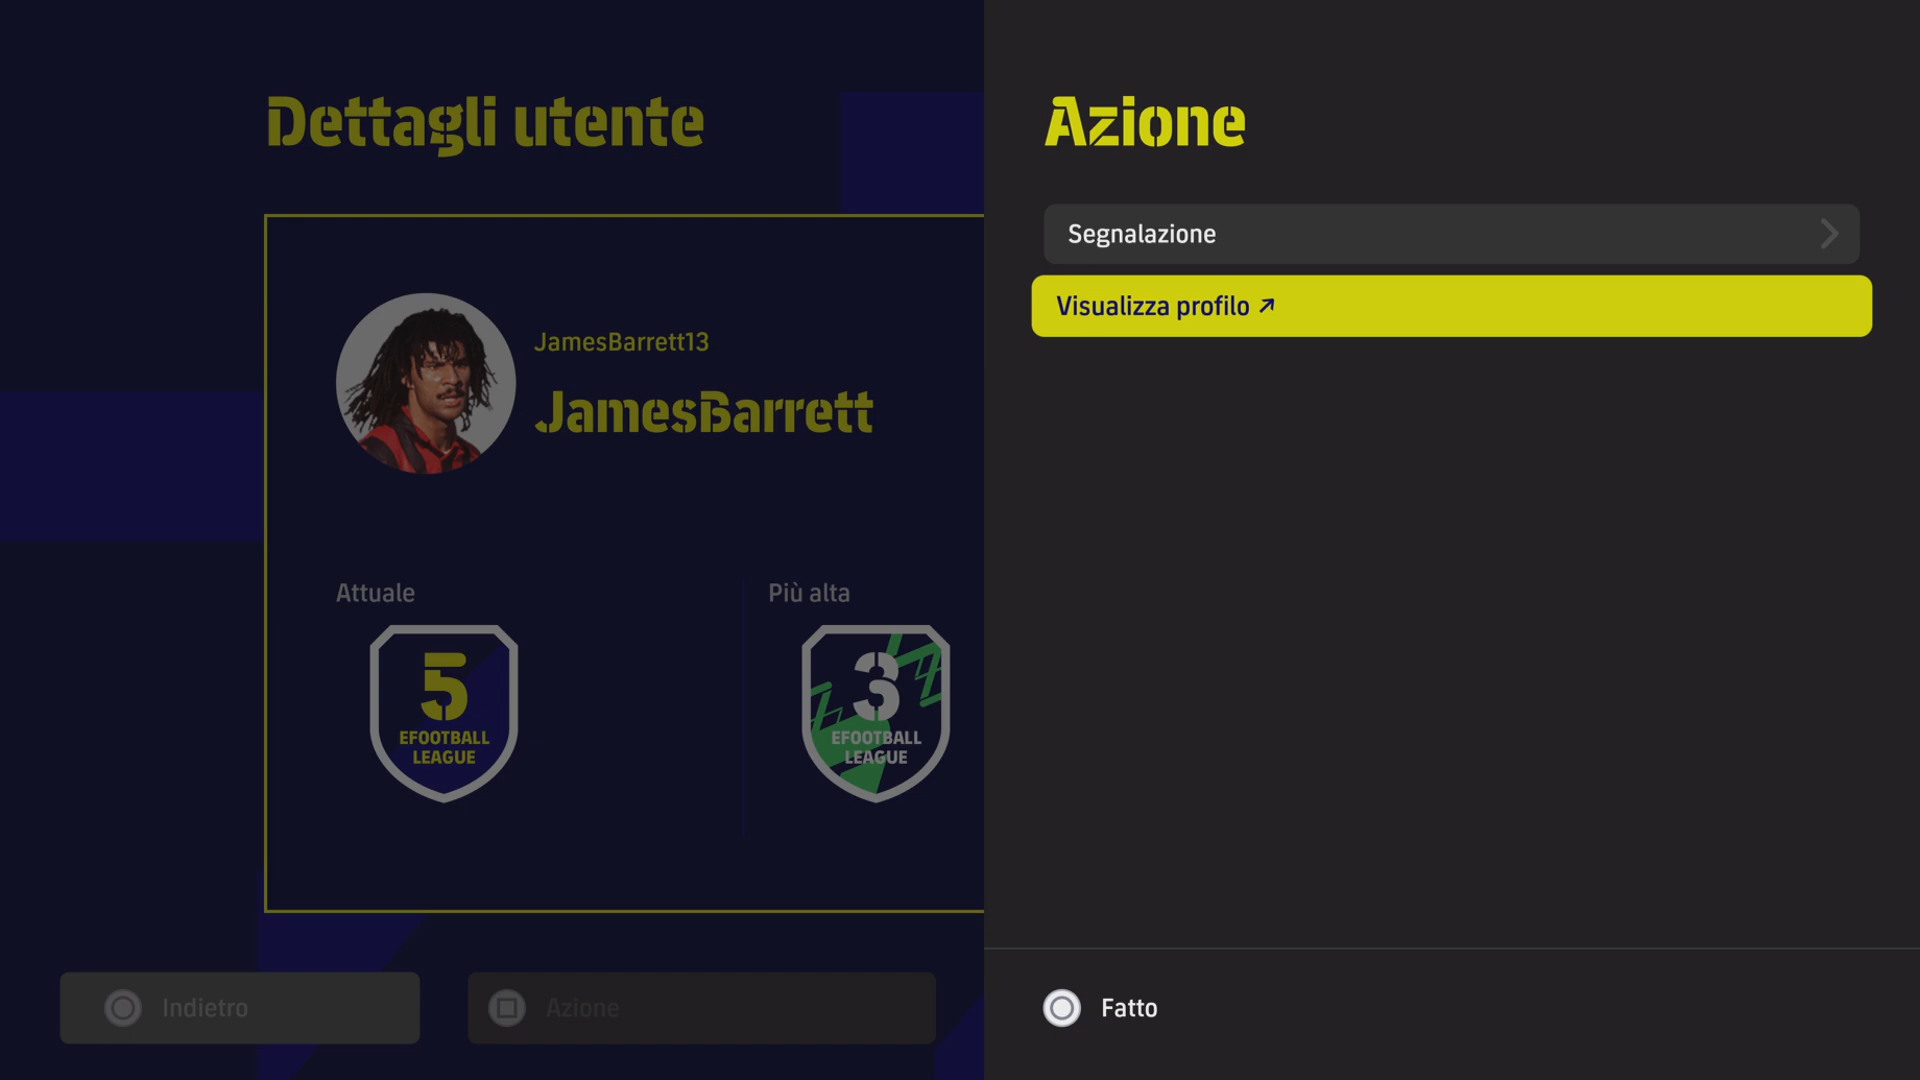 Dettagli utente
JamesBarrett13
JamesBarrett
Attuale
5
EFOOTBALL
LEAGUE
Più alta
3
EFOOTBALL
LEAGUE
Indietro
Azione
Azione
Segnalazione
Visualizza profilo
Fatto